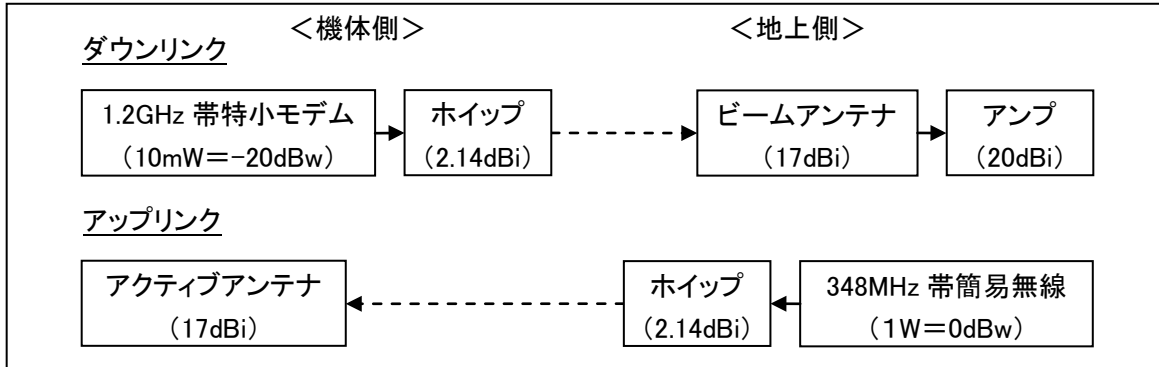 ＜機体側＞ ＜地上側＞
ダウンリンク
1.2GHz 帯特小モデム ホイップ ビームアンテナ アンプ
（10mW＝-20dBw） （2.14dBi） （17dBi） （20dBi）
アップリンク
アクティブアンテナ ホイップ 348MHz 帯簡易無線
（17dBi） （2.14dBi） （１W＝0dBw）